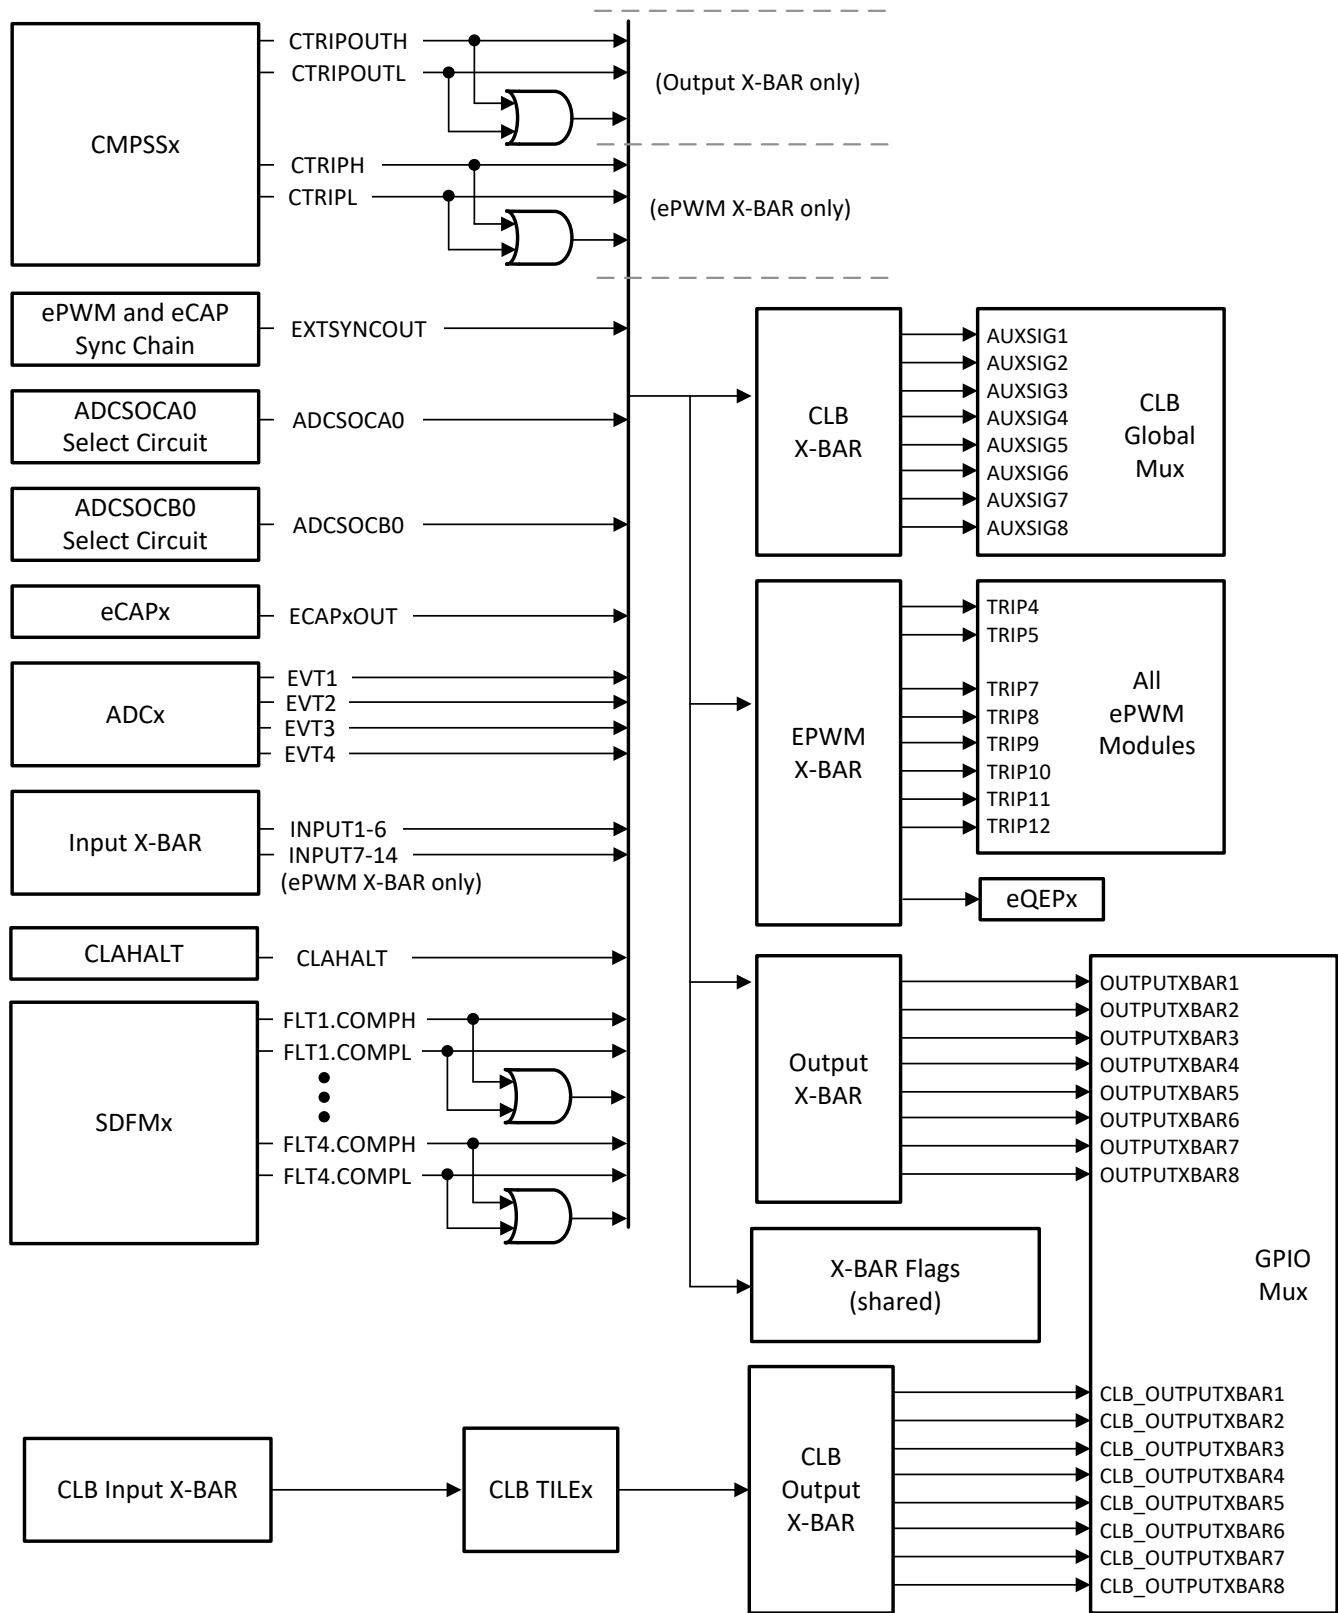 CMPSSx
CTRIPOUTH
CTRIPOUTL
(Output X-BAR only)
CTRIPH
CTRIPL
(ePWM X-BAR only)
ePWM and eCAP
Sync Chain
EXTSYNCOUT
ADCSOCA0
Select Circuit
ADCSOCA0
ADCSOCB0
Select Circuit
ADCSOCB0
eCAPx
ECAPxOUT
ADCx
EVT1
EVT2
EVT3
EVT4
Input X-BAR
INPUT1-6
INPUT7-14
(ePWM X-BAR only)
CLAHALT
CLAHALT
SDFMx
FLT1.COMPH
FLT1.COMPL
FLT4.COMPH
FLT4.COMPL
CLB
X-BAR
AUXSIG1
AUXSIG2
AUXSIG3
AUXSIG4
AUXSIG5
AUXSIG6
AUXSIG7
AUXSIG8
CLB
Global
Mux
EPWM
X-BAR
TRIP4
TRIP5
TRIP7
TRIP8
TRIP9
TRIP10
TRIP11
TRIP12
All
ePWM
Modules
eQEPx
Output
X-BAR
OUTPUTXBAR1
OUTPUTXBAR2
OUTPUTXBAR3
OUTPUTXBAR4
OUTPUTXBAR5
OUTPUTXBAR6
OUTPUTXBAR7
OUTPUTXBAR8
X-BAR Flags
(shared)
GPIO
Mux
CLB Input X-BAR
CLB TILEx
CLB
Output
X-BAR
CLB_OUTPUTXBAR1
CLB_OUTPUTXBAR2
CLB_OUTPUTXBAR3
CLB_OUTPUTXBAR4
CLB_OUTPUTXBAR5
CLB_OUTPUTXBAR6
CLB_OUTPUTXBAR7
CLB_OUTPUTXBAR8